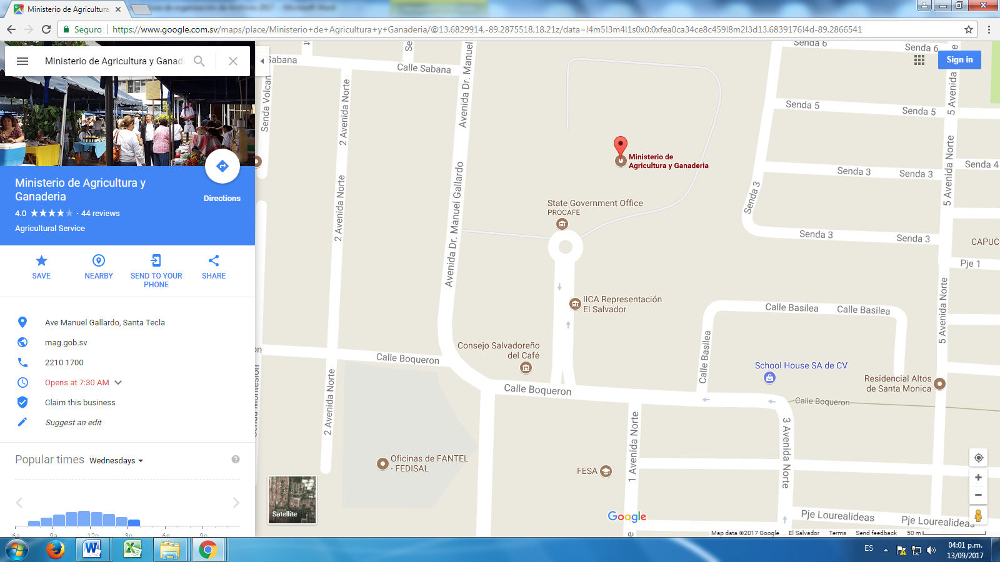 Ministerio de Agricultura
Seguro
https://www.google.com.sv/maps/place/Ministerio+de+Agricultura+y+Ganaderia/@13.6829914,-89.2875518,18.21z/data=!4m5!3m4!1s0x0:0xfea0ca34ce8c459!8m2!3d13.6839176!4d-89.2866541
Ministerio de Agricultura y Ganad
Ministerio de Agricultura y
Ganaderia
Directions
4.0
· 44 reviews
Agricultural Service
SAVE
NEARBY
SEND TO YOUR
PHONE
SHARE
Ave Manuel Gallardo, Santa Tecla
mag.gob.sv
2210 1700
Opens at 7:30 AM
Claim this business
Suggest an edit
Popular times
Wednesdays
6a
9a
12p
3p
6p
9p
Sabana
Calle Sabana
Senda Volcan
2 Avenida Norte
2 Avenida Norte
2 Avenida Norte
2 Avenida Norte
Avenida Dr. Manuel
Avenida Dr. Manuel Gallardo
Ministerio de
Agricultura y Ganaderia
State Government Office
PROCAFE
IICA Representación
El Salvador
Consejo Salvadoreño
del Café
Calle Boqueron
Calle Boqueron
Calle Boqueron
Oficinas de FANTEL
- FEDISAL
FESA
1 Avenida Norte
3 Avenida Norte
Calle Basilea
Calle Basilea
Calle Basilea
School House SA de CV
Residencial Altos
de Santa Monica
Senda 6
Senda 6
Senda 5
Senda 5
Senda 4
Senda 3
Senda 3
Senda 3
Senda 3
Senda 3
5 Avenida
5 Avenida Norte
5 Avenida Norte
CAPUC
Pje 1
Pje Lourealideas
Pje Lourealideas
Sign in
Satellite
Google
Map data ©2017 Google
El Salvador
Terms
Send feedback
50 m
ES
04:01 p.m.
13/09/2017